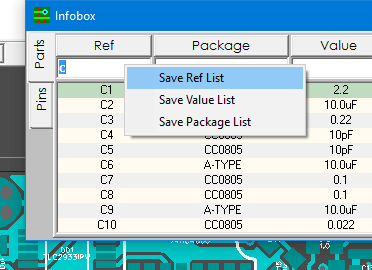 Infobox
Parts
Pins
Ref Package Value
c
Save Ref List
Save Value List
Save Package List
C1 2.2
C2 10.0uF
C3 0.22
C4 CC0805 10pF
C5 CC0805 10pF
C6 A-TYPE 10.0uF
C7 CC0805 0.1
C8 CC0805 0.1
C9 A-TYPE 10.0uF
C10 CC0805 0.022
DD1
TLC2933IPV